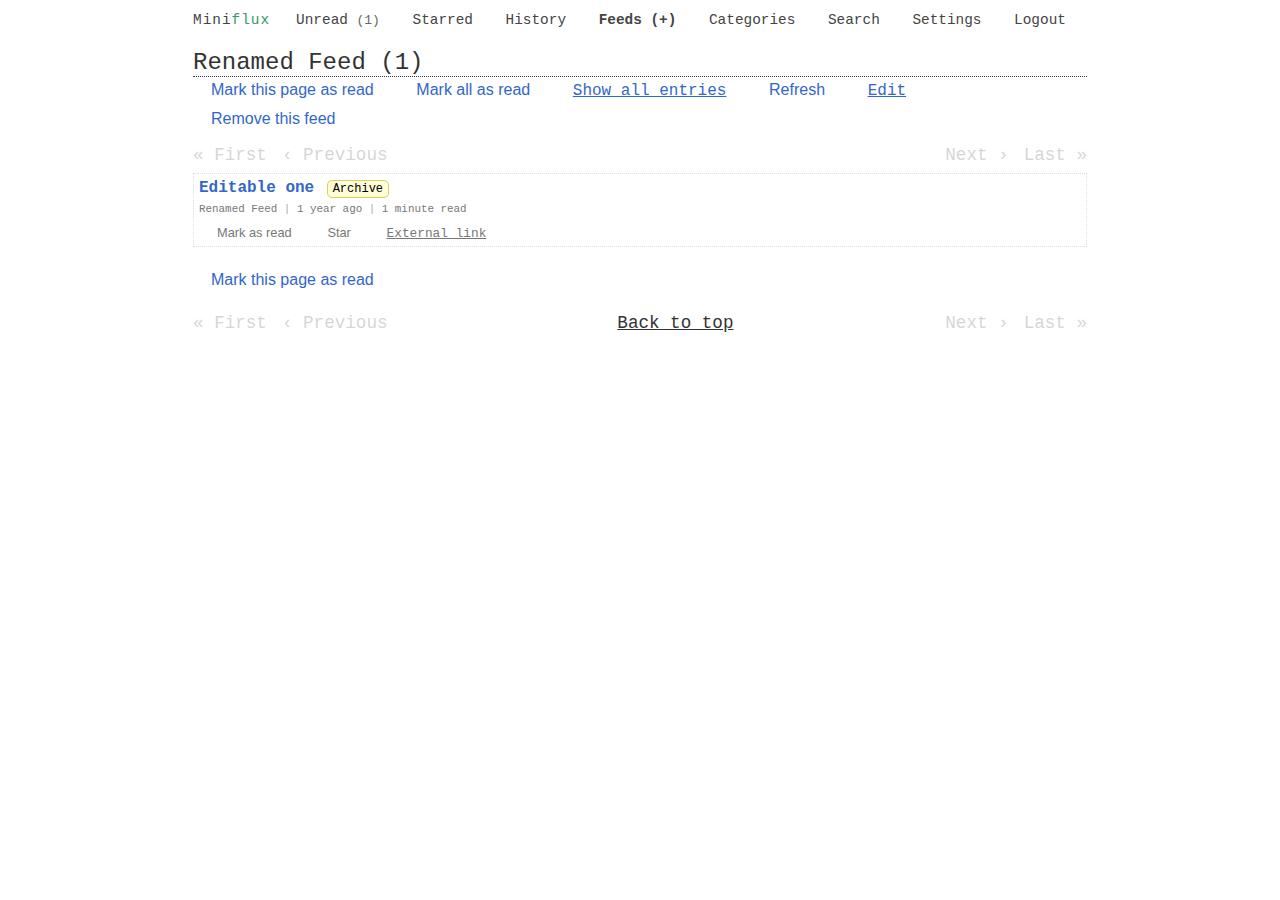 Miniflux Unread (1) Starred History Feeds (+) Categories Search Settings Logout
Renamed Feed (1)
Mark this page as read Mark all as read Show all entries Refresh Edit
Remove this feed
« First ‹ Previous Next › Last »
Editable one Archive
Renamed Feed | 1 year ago | 1 minute read
Mark as read Star External link
Mark this page as read
« First ‹ Previous Back to top Next › Last »